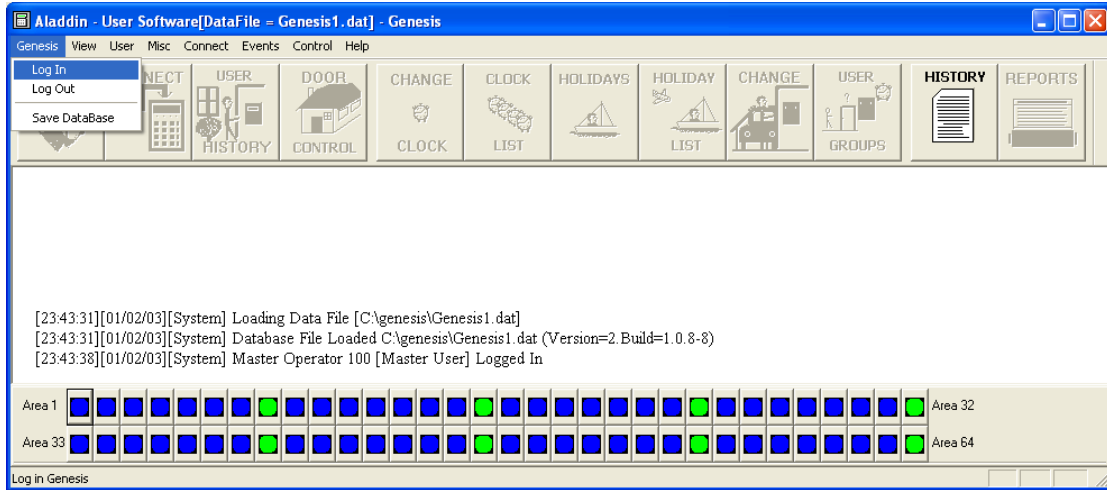 Aladdin - User Software[DataFile = Genesis1.dat] - Genesis
Genesis View User Misc Connect Events Control Help
Log In
Log Out
Save DataBase
NECT
USER HISTORY
DOOR CONTROL
CHANGE CLOCK
CLOCK LIST
HOLIDAYS
HOLIDAY LIST
CHANGE
USER GROUPS
HISTORY
REPORTS
[23:43:31][01/02/03][System] Loading Data File [C:\genesis\Genesis1.dat]
[23:43:31][01/02/03][System] Database File Loaded C:\genesis\Genesis1.dat (Version=2.Build=1.0.8-8)
[23:43:38][01/02/03][System] Master Operator 100 [Master User] Logged In
Area 1 Area 32
Area 33 Area 64
Log in Genesis